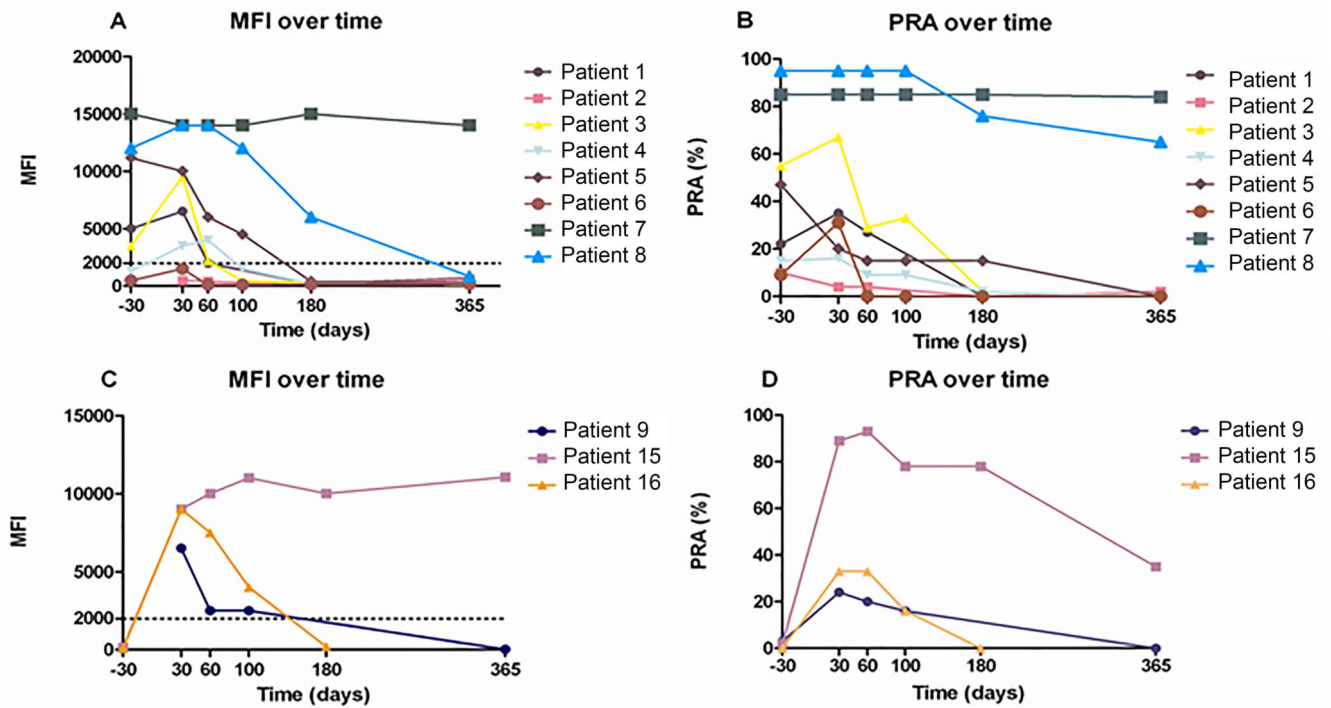 A
MFI over time
MFI
20000
15000
10000
5000
2000
0
-30
30
60
100
180
365
Time (days)
Patient 1
Patient 2
Patient 3
Patient 4
Patient 5
Patient 6
Patient 7
Patient 8
B
PRA over time
PRA (%)
100
80
60
40
20
0
-30
30
60
100
180
365
Time (days)
Patient 1
Patient 2
Patient 3
Patient 4
Patient 5
Patient 6
Patient 7
Patient 8
C
MFI over time
MFI
15000
10000
5000
2000
0
-30
30
60
100
180
365
Time (days)
Patient 9
Patient 15
Patient 16
D
PRA over time
PRA (%)
100
80
60
40
20
0
-30
30
60
100
180
365
Time (days)
Patient 9
Patient 15
Patient 16